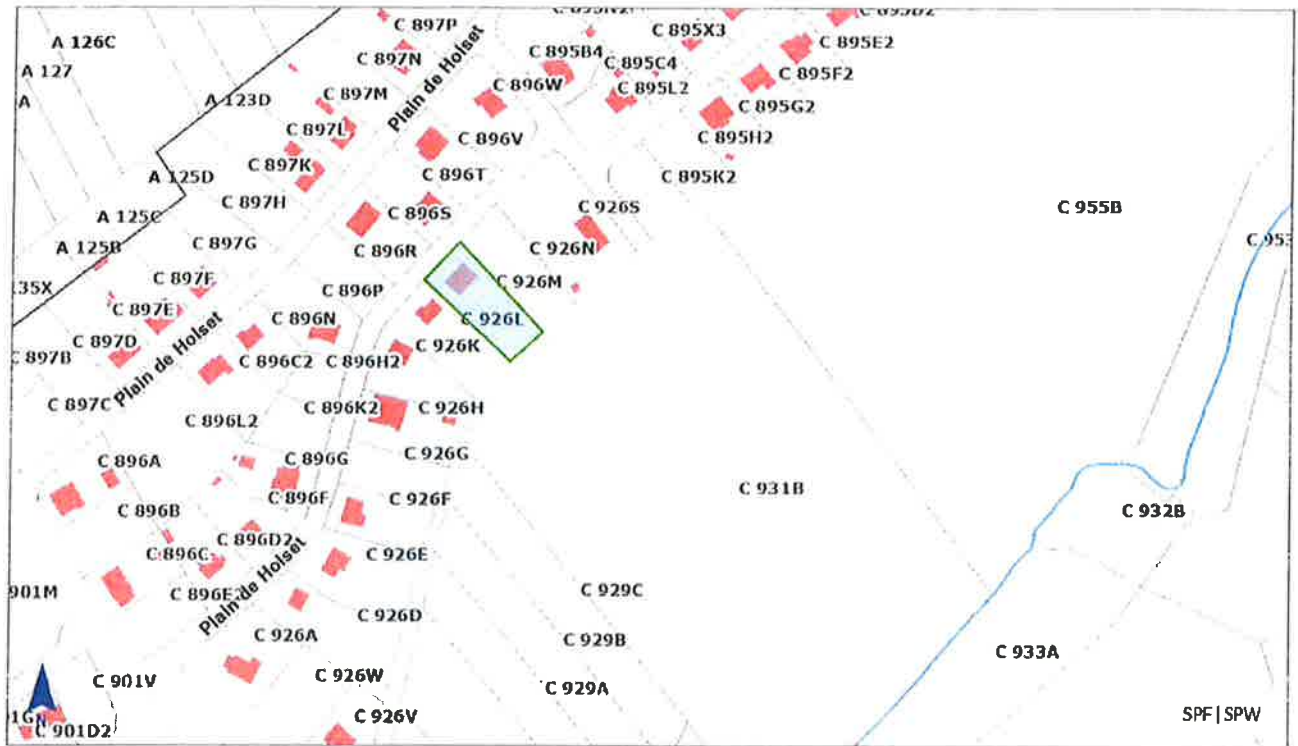 C 897P
C 895X3
C 895E2
A 126C
C 897N
C 895B4
C 895C4
A 127
C 895F2
A
A 123D
C 897M
C 896W
C 895L2
C 895G2
Plain de Holset
C 897L
C 896V
C 895H2
C 897K
A 125D
C 896T
C 895K2
C 897H
C 926S
C 955B
A 125C
C 896S
A 125B
C 897G
C 896R
C 926N
C 953
C 897F
C 926M
135X
C 896P
C 897E
C 896N
C 926L
C 897D
Plain de Holset
C 926K
C 897B
C 896C2
C 896H2
C 897C
C 896K2
C 926H
C 896L2
C 926G
C 896A
C 896G
C 931B
C 896F
C 926F
C 896B
C 932B
C 896D2
C 896C
C 926E
Plain de Holset
901M
C 896E2
C 929C
C 926D
C 926A
C 929B
C 933A
C 901V
C 926W
C 929A
C 926V
SPF | SPW
N
C 901D2